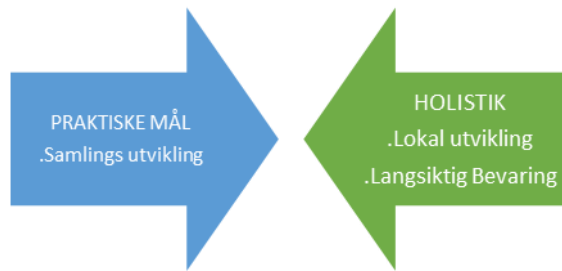 PRAKTISKE MÅL
.Samlings utvikling
HOLISTIK
.Lokal utvikling
.Langsiktig Bevaring